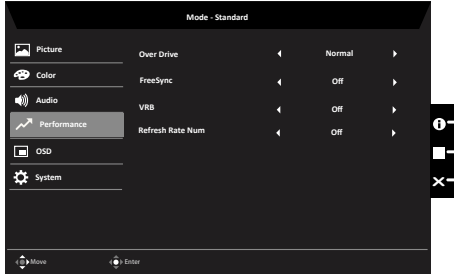 Mode - Standard
Picture
Color
Audio
Performance
OSD
System
Over Drive Normal
FreeSync Off
VRB Off
Refresh Rate Num Off
Move Enter